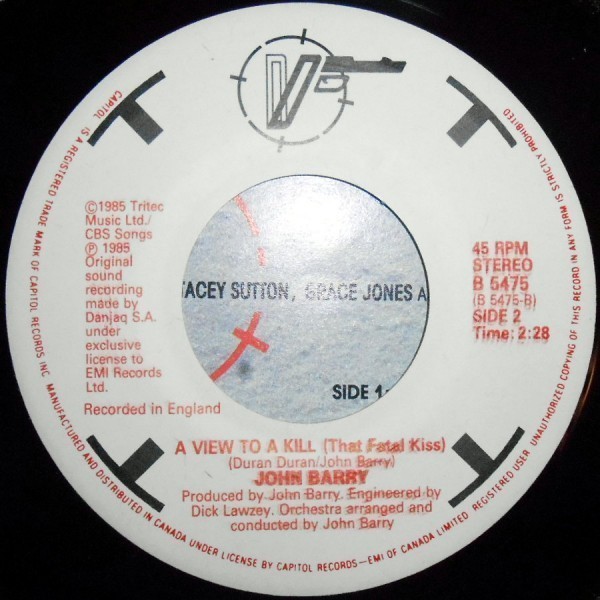 V
©1985 Tritec
Music Ltd./
CBS Songs
℗ 1985
Original
sound
recording
made by
Danjaq S.A.
under
exclusive
license to
EMI Records
Ltd.
Recorded in England
ACEY SUTTON, GRACE JONES A
SIDE 1
45 RPM
STEREO
B 5475
(B 5475-B)
SIDE 2
Time: 2:28
A VIEW TO A KILL (That Fatal Kiss)
(Duran Duran/John Barry)
JOHN BARRY
Produced by John Barry. Engineered by
Dick Lawzey. Orchestra arranged and
conducted by John Barry
MANUFACTURED AND DISTRIBUTED IN CANADA UNDER LICENSE BY CAPITOL RECORDS—EMI OF CANADA LIMITED, REGISTERED USER. UNAUTHORIZED COPYING OF THIS RECORD IN ANY FORM IS STRICTLY PROHIBITED
CAPITOL IS A REGISTERED TRADE MARK OF CAPITOL RECORDS INC.